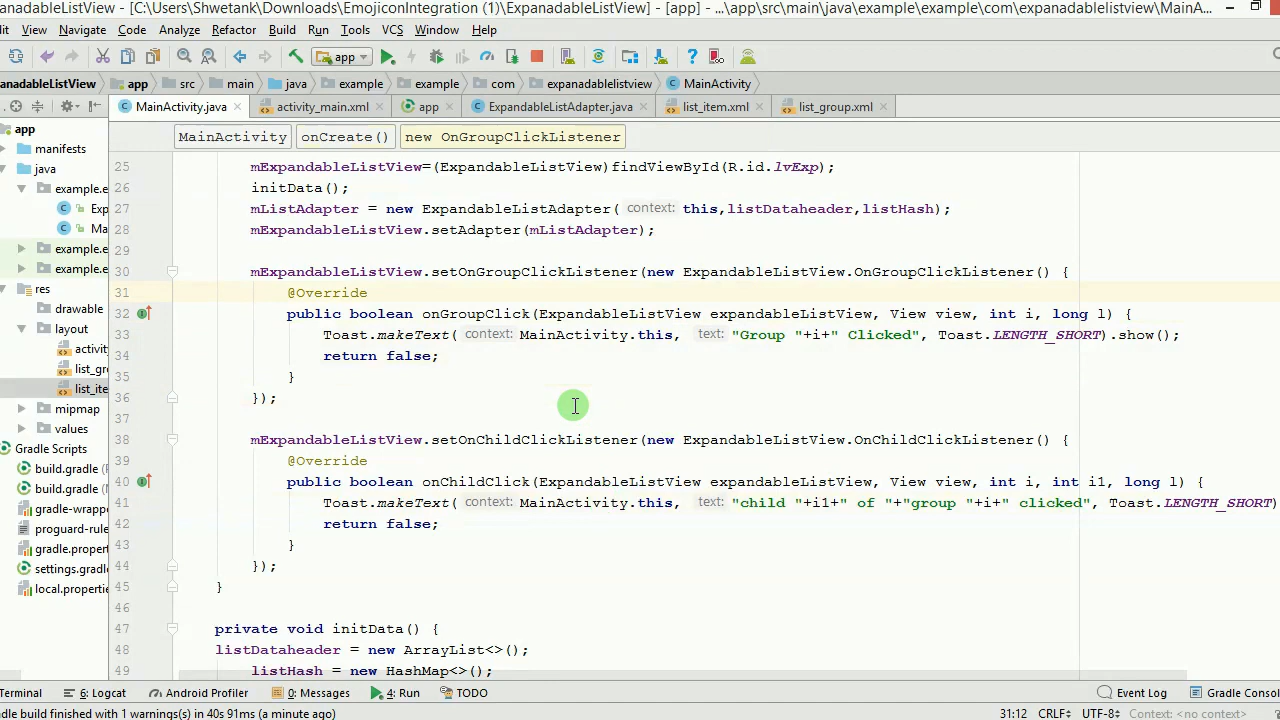 panadableListView - [C:\Users\Shwetank\Downloads\EmojiconIntegration (1)\ExpanadableListView] - [app] - ...\app\src\main\java\example\example\com\expanadablelistview\MainA...
it View Navigate Code Analyze Refactor Build Run Tools VCS Window Help
app
panadableListView app src main java example example com expanadablelistview MainActivity
MainActivity.java activity_main.xml app ExpandableListAdapter.java list_item.xml list_group.xml
MainActivity onCreate() new OnGroupClickListener
app
manifests
java
example.e
Exp
Ma
example.e
example.e
res
drawable
layout
activity
list_gro
list_ite
mipmap
values
Gradle Scripts
build.gradle (P
build.gradle (M
gradle-wrappe
proguard-rule
gradle.propert
settings.gradle
local.propertie
25 mExpandableListView=(ExpandableListView)findViewById(R.id.lvExp);
26 initData();
27 mListAdapter = new ExpandableListAdapter( context: this,listDataheader,listHash);
28 mExpandableListView.setAdapter(mListAdapter);
29
30 mExpandableListView.setOnGroupClickListener(new ExpandableListView.OnGroupClickListener() {
31 @Override
32 public boolean onGroupClick(ExpandableListView expandableListView, View view, int i, long l) {
33 Toast.makeText( context: MainActivity.this, text: "Group "+i+" Clicked", Toast.LENGTH_SHORT).show();
34 return false;
35 }
36 });
37
38 mExpandableListView.setOnChildClickListener(new ExpandableListView.OnChildClickListener() {
39 @Override
40 public boolean onChildClick(ExpandableListView expandableListView, View view, int i, int i1, long l) {
41 Toast.makeText( context: MainActivity.this, text: "child "+i1+" of "+"group "+i+" clicked", Toast.LENGTH_SHORT)
42 return false;
43 }
44 });
45 }
46
47 private void initData() {
48 listDataheader = new ArrayList<>();
49 listHash = new HashMap<>();
Terminal 6: Logcat Android Profiler 0: Messages 4: Run TODO Event Log Gradle Consol
dle build finished with 1 warnings(s) in 40s 91ms (a minute ago) 31:12 CRLF÷ UTF-8÷ Context: <no context>